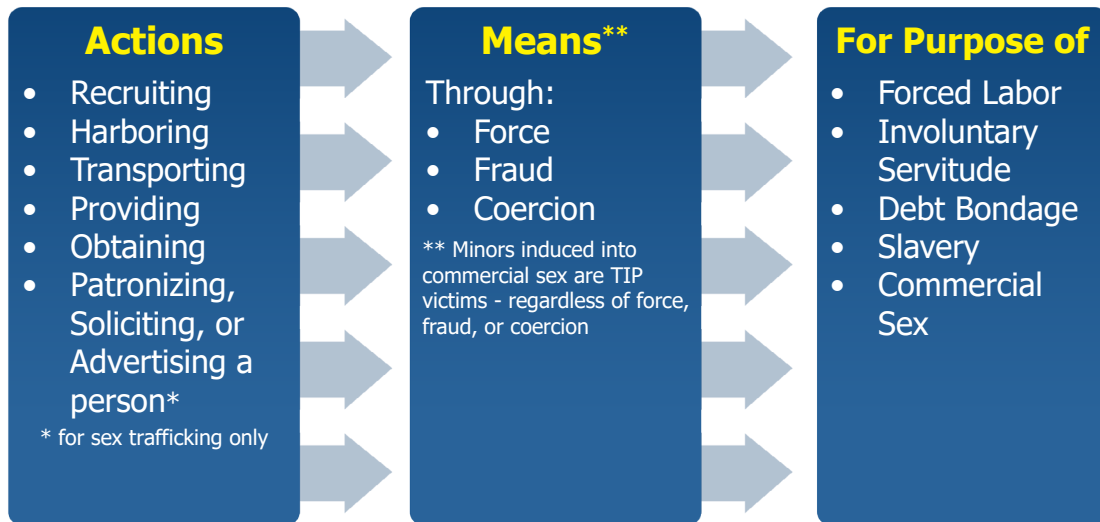 Actions
• Recruiting
• Harboring
• Transporting
• Providing
• Obtaining
• Patronizing,
Soliciting, or
Advertising a
person*
* for sex trafficking only
Means**
Through:
• Force
• Fraud
• Coercion
** Minors induced into
commercial sex are TIP
victims - regardless of force,
fraud, or coercion
For Purpose of
• Forced Labor
• Involuntary
Servitude
• Debt Bondage
• Slavery
• Commercial
Sex